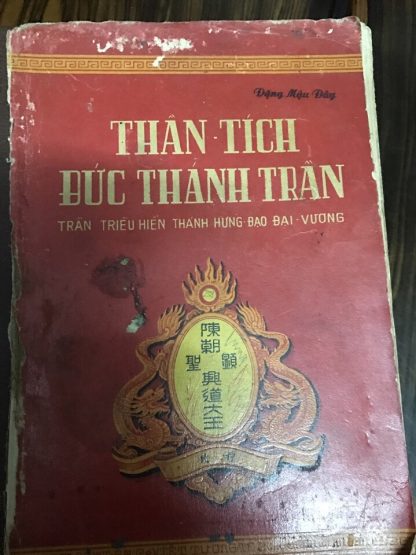 Đặng Mậu
THẦN·TÍCH
ĐỨC THÁNH TRẦN
TRẦN TRIỀU HIỂN THÁNH HƯNG ĐẠO ĐẠI-VƯƠNG
陳朝
顯聖
興道大王